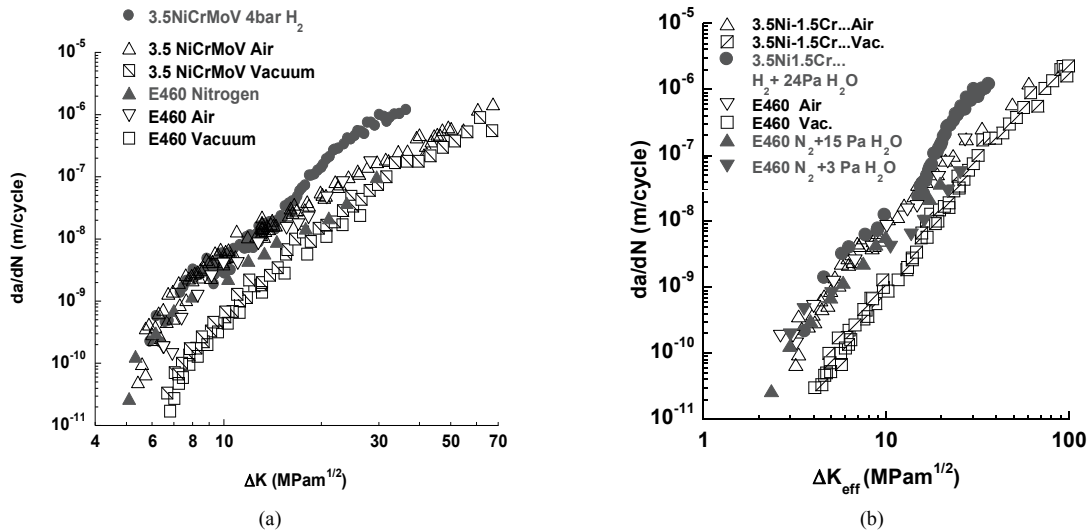 3.5NiCrMoV 4bar H2
3.5 NiCrMoV Air
3.5 NiCrMoV Vacuum
E460 Nitrogen
E460 Air
E460 Vacuum
da/dN (m/cycle)
10-5
10-6
10-7
10-8
10-9
10-10
10-11
4 6 8 10 30 50 70
ΔK (MPam1/2)
(a)
3.5Ni-1.5Cr...Air
3.5Ni-1.5Cr...Vac.
3.5Ni1.5Cr...
H2+ 24Pa H2O
E460 Air
E460 Vac.
E460 N2+15 Pa H2O
E460 N2+3 Pa H2O
da/dN (m/cycle)
10-5
10-6
10-7
10-8
10-9
10-10
10-11
1 10 100
ΔKeff (MPam1/2)
(b)